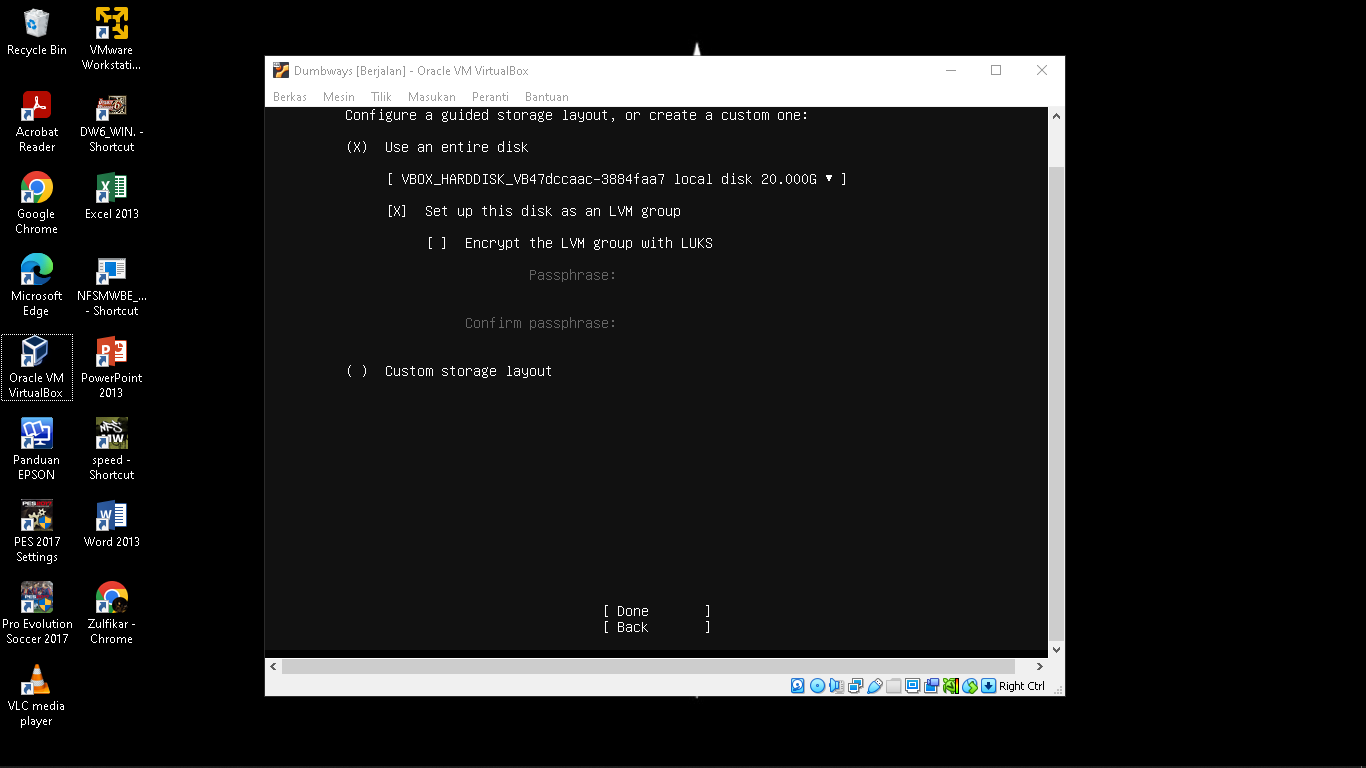 Recycle Bin
VMware
Workstati...
Acrobat
Reader
DW6_WIN. -
Shortcut
Google
Chrome
Excel 2013
Microsoft
Edge
NFSMWBE_...
- Shortcut
Oracle VM
VirtualBox
PowerPoint
2013
Panduan
EPSON
speed -
Shortcut
PES 2017
Settings
Word 2013
Pro Evolution
Soccer 2017
Zulfikar -
Chrome
VLC media
player
Dumbways [Berjalan] - Oracle VM VirtualBox
Berkas Mesin Tilik Masukan Peranti Bantuan
Configure a guided storage layout, or create a custom one:
(X) Use an entire disk
[ VBOX_HARDDISK_VB47dccaac-3884faa7 local disk 20.000G ▾ ]
[X] Set up this disk as an LVM group
[ ] Encrypt the LVM group with LUKS
Passphrase:
Confirm passphrase:
( ) Custom storage layout
[ Done ]
[ Back ]
Right Ctrl